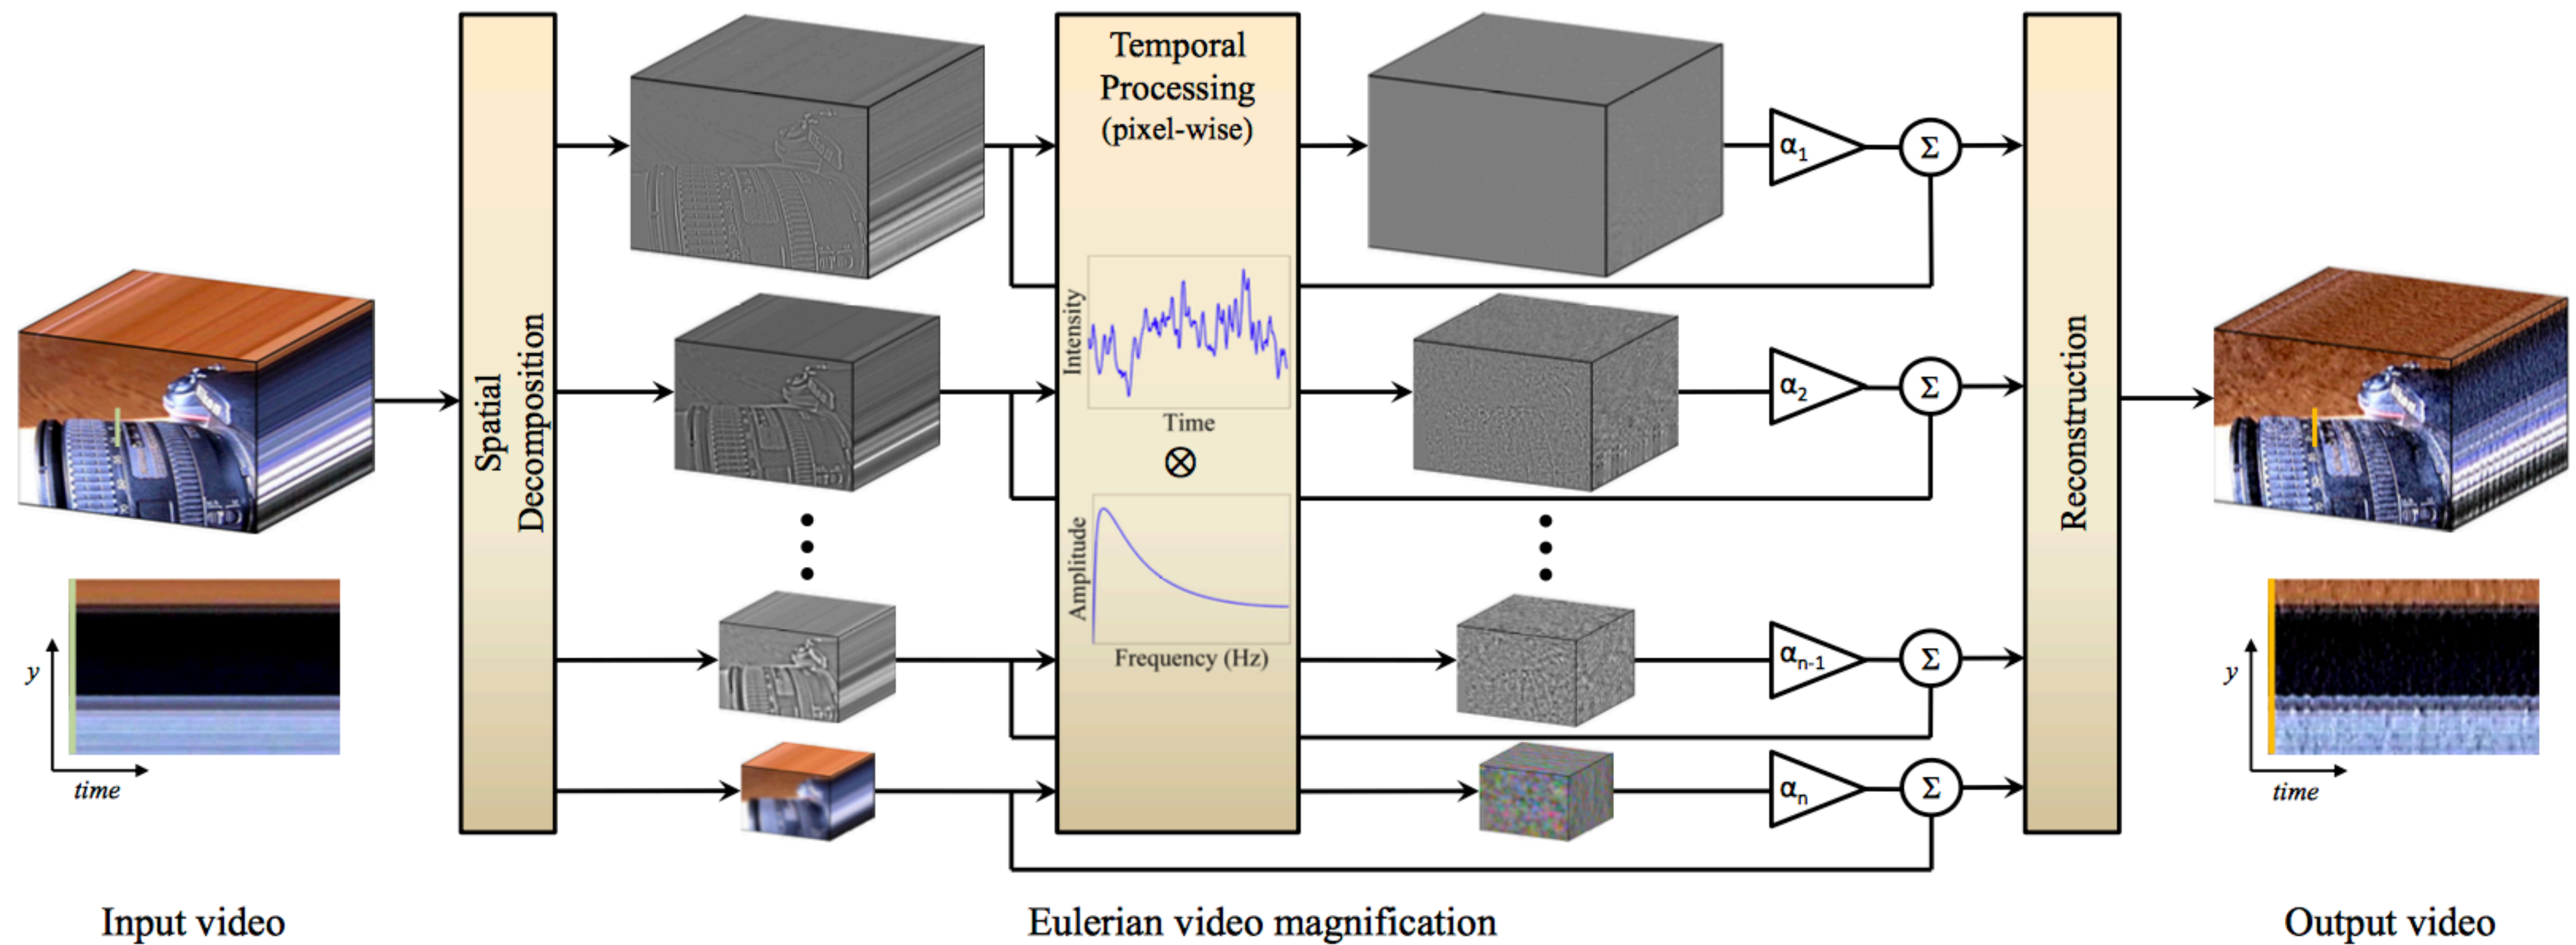 Spatial
Decomposition
Temporal
Processing
(pixel-wise)
Intensity
Time
⊗
Amplitude
Frequency (Hz)
α1
Σ
α2
Σ
αn-1
Σ
αn
Σ
Reconstruction
y
time
y
time
Input video
Eulerian video magnification
Output video